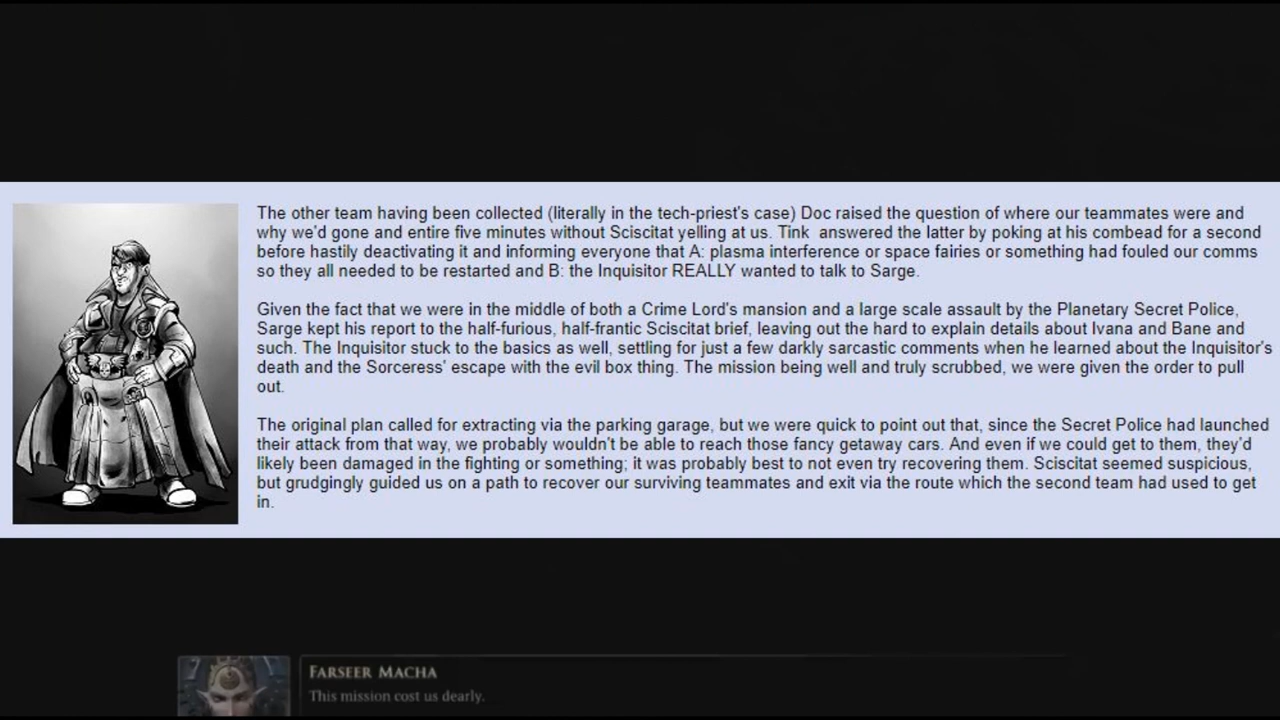 The other team having been collected (literally in the tech-priest's case) Doc raised the question of where our teammates were and
why we'd gone and entire five minutes without Sciscitat yelling at us. Tink  answered the latter by poking at his combead for a second
before hastily deactivating it and informing everyone that A: plasma interference or space fairies or something had fouled our comms
so they all needed to be restarted and B: the Inquisitor REALLY wanted to talk to Sarge.
Given the fact that we were in the middle of both a Crime Lord's mansion and a large scale assault by the Planetary Secret Police,
Sarge kept his report to the half-furious, half-frantic Sciscitat brief, leaving out the hard to explain details about Ivana and Bane and
such. The Inquisitor stuck to the basics as well, settling for just a few darkly sarcastic comments when he learned about the Inquisitor's
death and the Sorceress' escape with the evil box thing. The mission being well and truly scrubbed, we were given the order to pull
out.
The original plan called for extracting via the parking garage, but we were quick to point out that, since the Secret Police had launched
their attack from that way, we probably wouldn't be able to reach those fancy getaway cars. And even if we could get to them, they'd
likely been damaged in the fighting or something; it was probably best to not even try recovering them. Sciscitat seemed suspicious,
but grudgingly guided us on a path to recover our surviving teammates and exit via the route which the second team had used to get
in.
Farseer Macha
This mission cost us dearly.